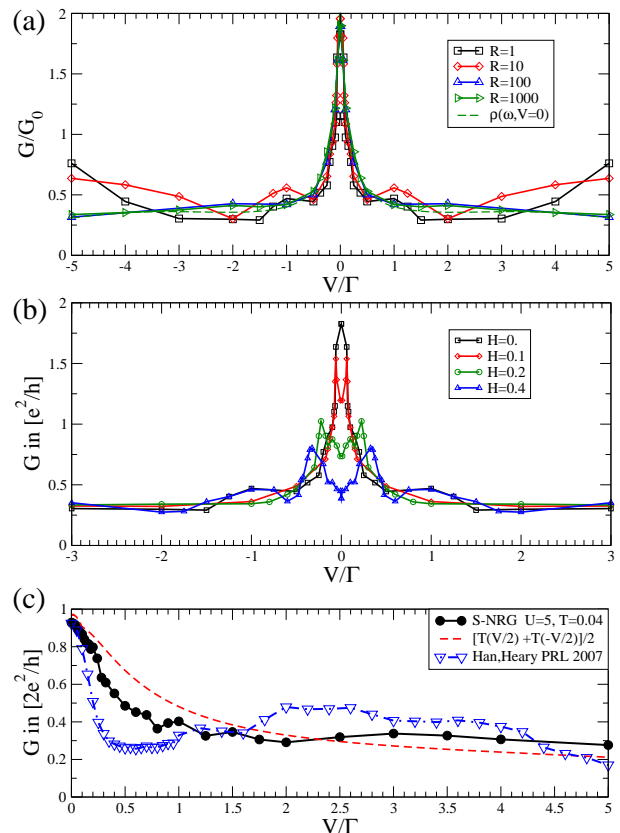 (a)
2
1.5
1
0.5
0
G/G₀
R=1
R=10
R=100
R=1000
ρ(ω,V=0)
-5 -4 -3 -2 -1 0 1 2 3 4 5
V/Γ
(b)
2
1.5
1
0.5
0
G in [e²/h]
H=0.
H=0.1
H=0.2
H=0.4
-3 -2 -1 0 1 2 3
V/Γ
(c)
1
0.8
0.6
0.4
0.2
0
G in [2e²/h]
S-NRG U=5, T=0.04
[T(V/2) +T(-V/2)]/2
Han,Heary PRL 2007
0 0.5 1 1.5 2 2.5 3 3.5 4 4.5 5
V/Γ